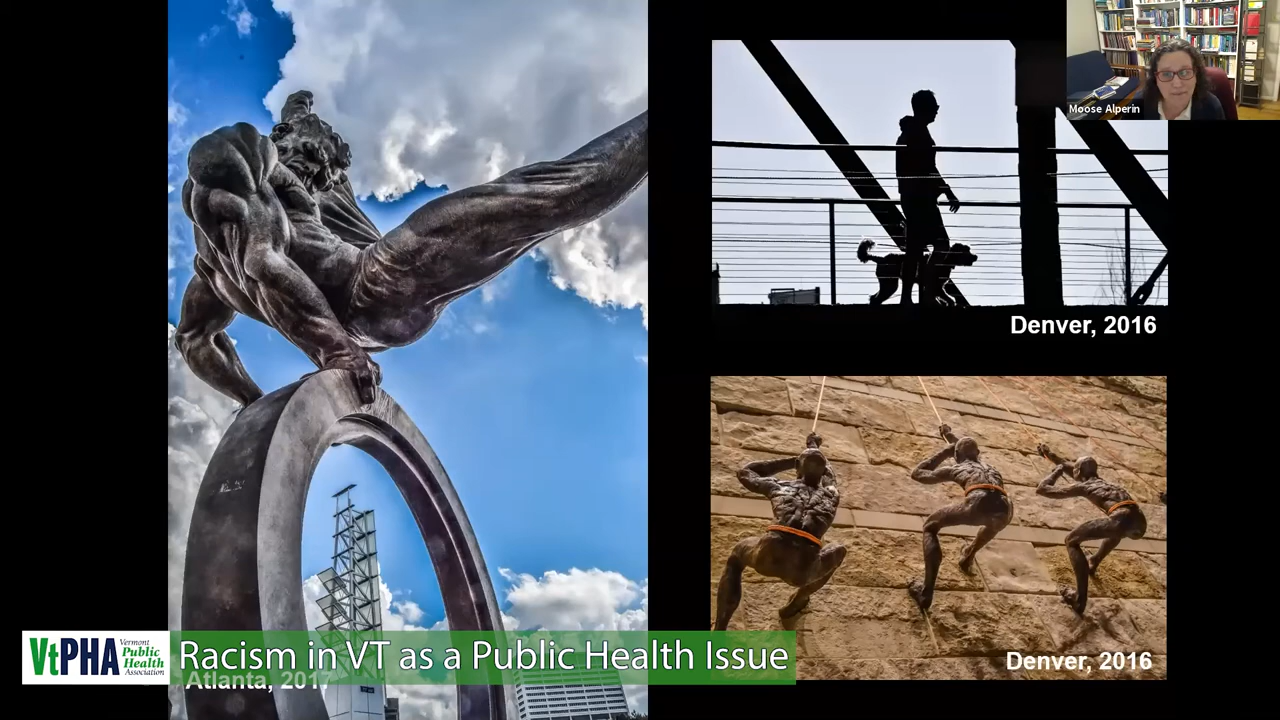 Moose Alperin
Denver, 2016
Denver, 2016
VtPHA Vermont
Public
Health
Association
Racism in VT as a Public Health Issue
Atlanta, 2017